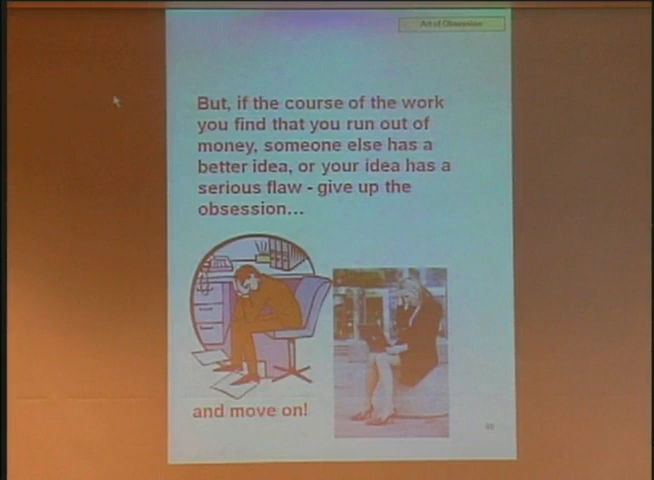 Art of Obsession
But, if the course of the work
you find that you run out of
money, someone else has a
better idea, or your idea has a
serious flaw - give up the
obsession...
and move on!